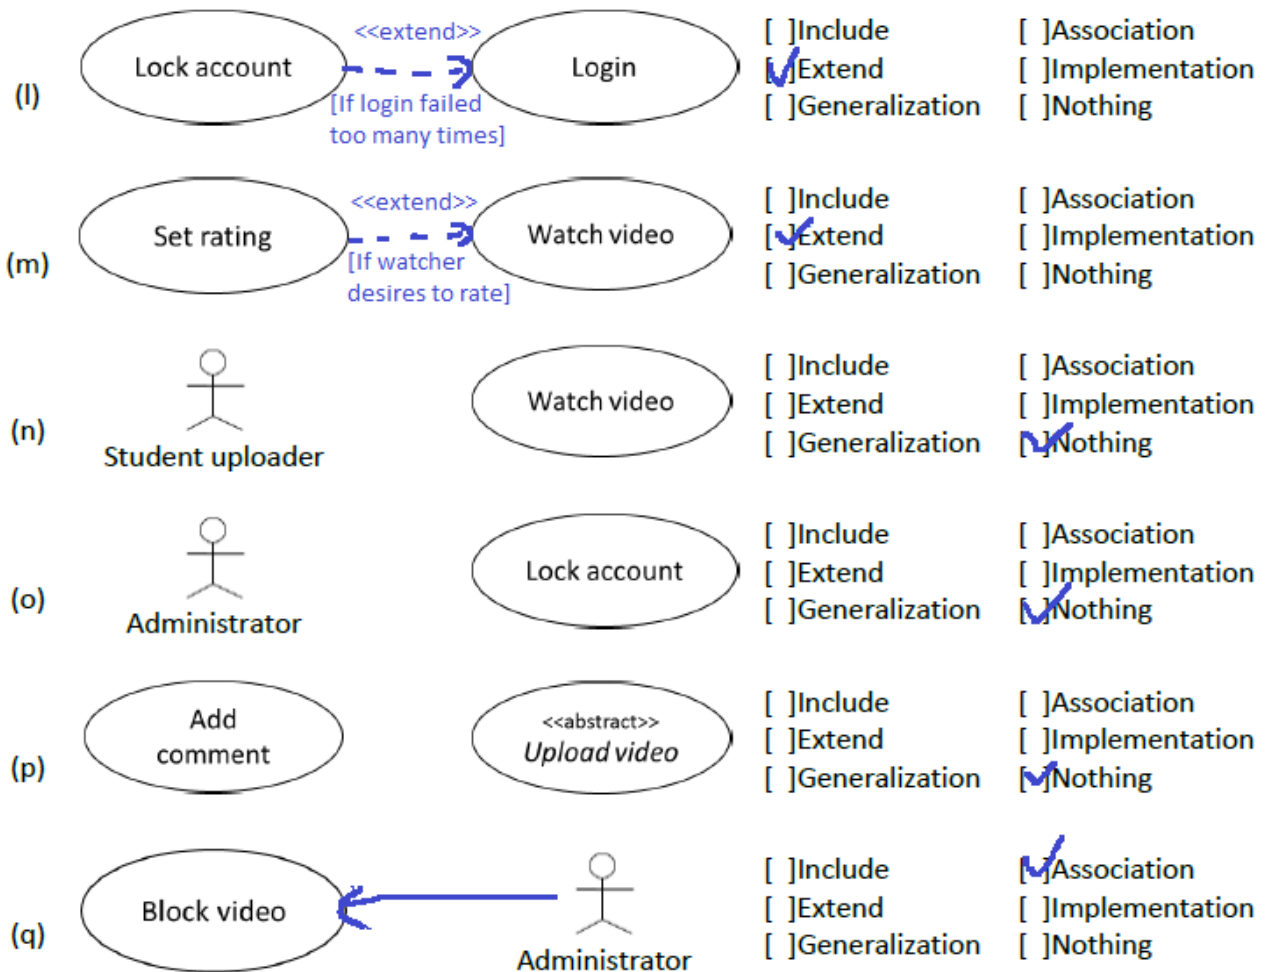 <<extend>>
[ ]Include [ ]Association
Lock account Login
[ ]Extend [ ]Implementation
(l)
[If login failed
too many times]
[ ]Generalization [ ]Nothing
<<extend>>
[ ]Include [ ]Association
Set rating Watch video
[ ]Extend [ ]Implementation
(m)
[If watcher
desires to rate]
[ ]Generalization [ ]Nothing
[ ]Include [ ]Association
Watch video
[ ]Extend [ ]Implementation
(n)
Student uploader
[ ]Generalization [ ]Nothing
[ ]Include [ ]Association
Lock account
[ ]Extend [ ]Implementation
(o)
Administrator
[ ]Generalization [ ]Nothing
Add
comment
<<abstract>>
Upload video
[ ]Include [ ]Association
[ ]Extend [ ]Implementation
(p)
[ ]Generalization [ ]Nothing
[ ]Include [ ]Association
Block video
[ ]Extend [ ]Implementation
(q)
Administrator
[ ]Generalization [ ]Nothing